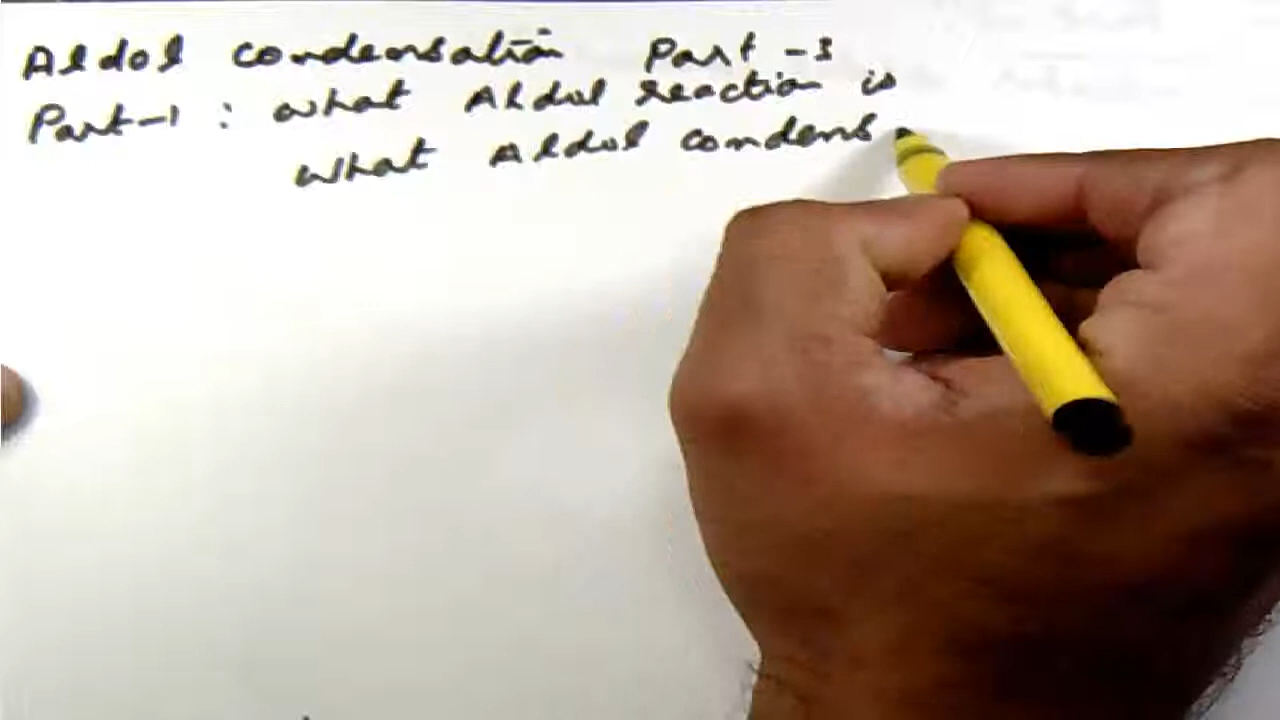 Aldol condensation Part -3
Part-1 : what Aldol reaction is
what Aldol condens